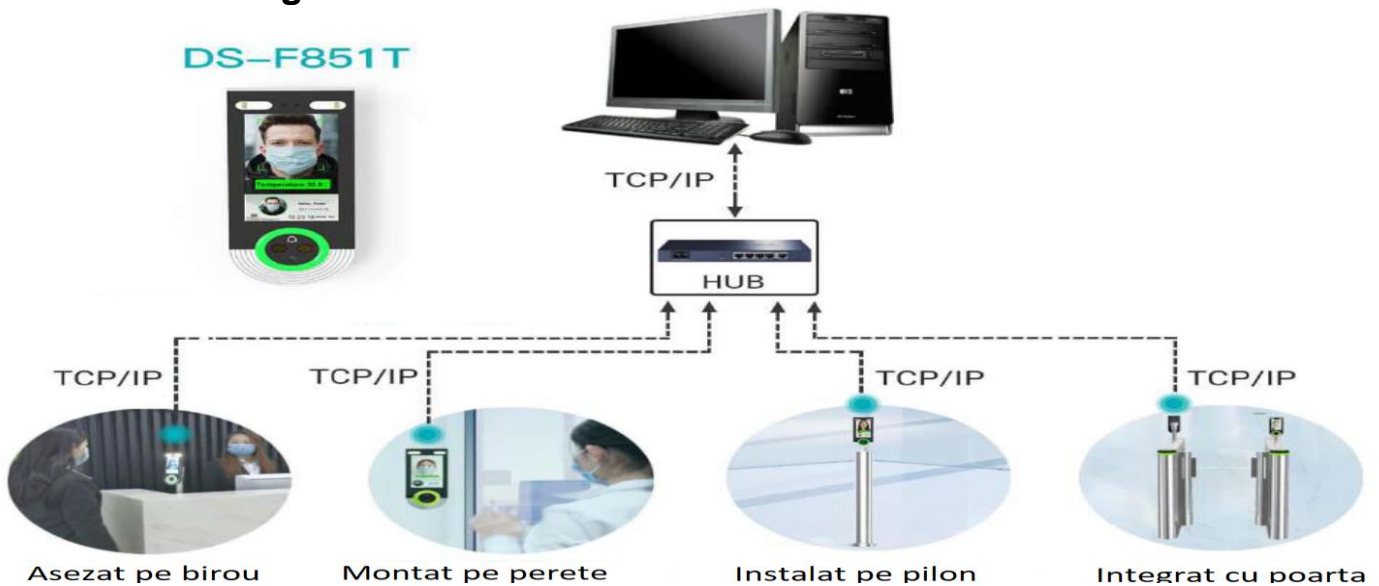 DS-F851T
TCP/IP
HUB
TCP/IP
TCP/IP
TCP/IP
TCP/IP
Asezat pe birou
Montat pe perete
Instalat pe pilon
Integrat cu poarta